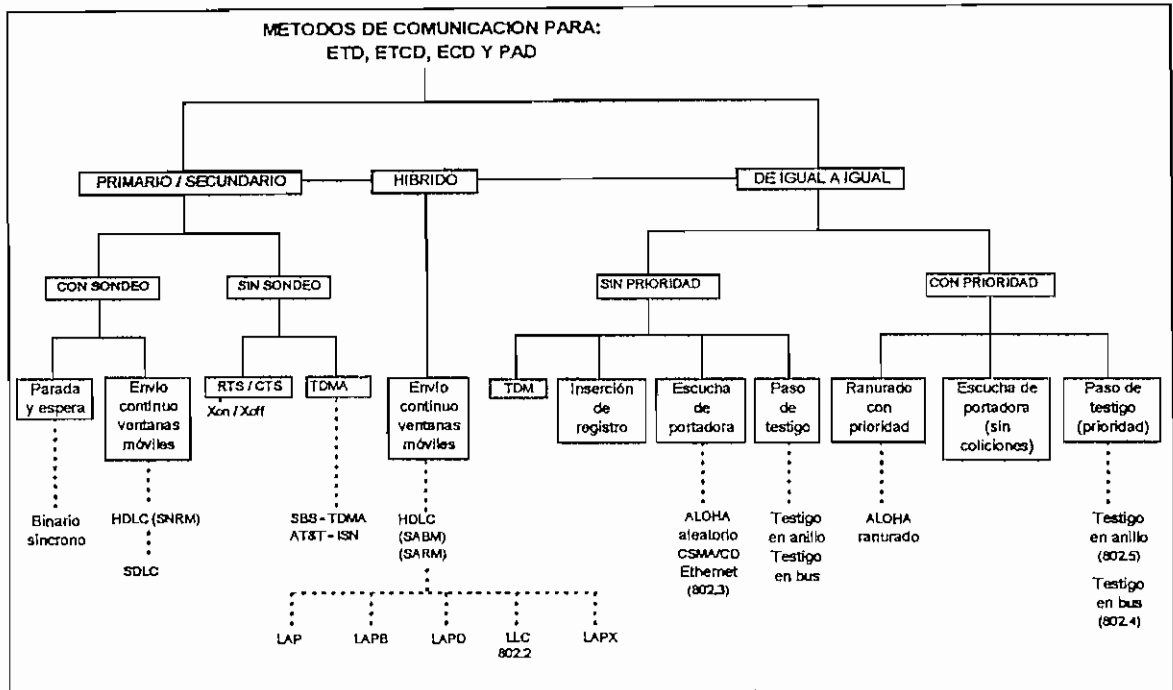 METODOS DE COMUNICACION PARA:
ETD, ETCD, ECD Y PAD
PRIMARIO / SECUNDARIO
HIBRIDO
DE IGUAL A IGUAL
CON SONDEO
SIN SONDEO
SIN PRIORIDAD
CON PRIORIDAD
Parada
y espera
Envío
continuo
ventanas
móviles
RTS / CTS
Xon / Xoff
TDMA
Envío
continuo
ventanas
móviles
TDM
Inserción
de
registro
Escucha
de
portadora
Paso
de
testigo
Ranurado
con
prioridad
Escucha de
portadora
(sin
coliciones)
Paso de
testigo
(prioridad)
Binario
síncrono
HDLC (SNRM)
SDLC
SBS - TDMA
AT&T - ISN
HDLC
(SABM)
(SARM)
ALOHA
aleatorio
CSMA/CD
Ethernet
(802.3)
Testigo
en anillo
Testigo
en bus
ALOHA
ranurado
Testigo
en anillo
(802.5)
Testigo
en bus
(802.4)
LAP
LAPB
LAPD
LLC
802.2
LAPX